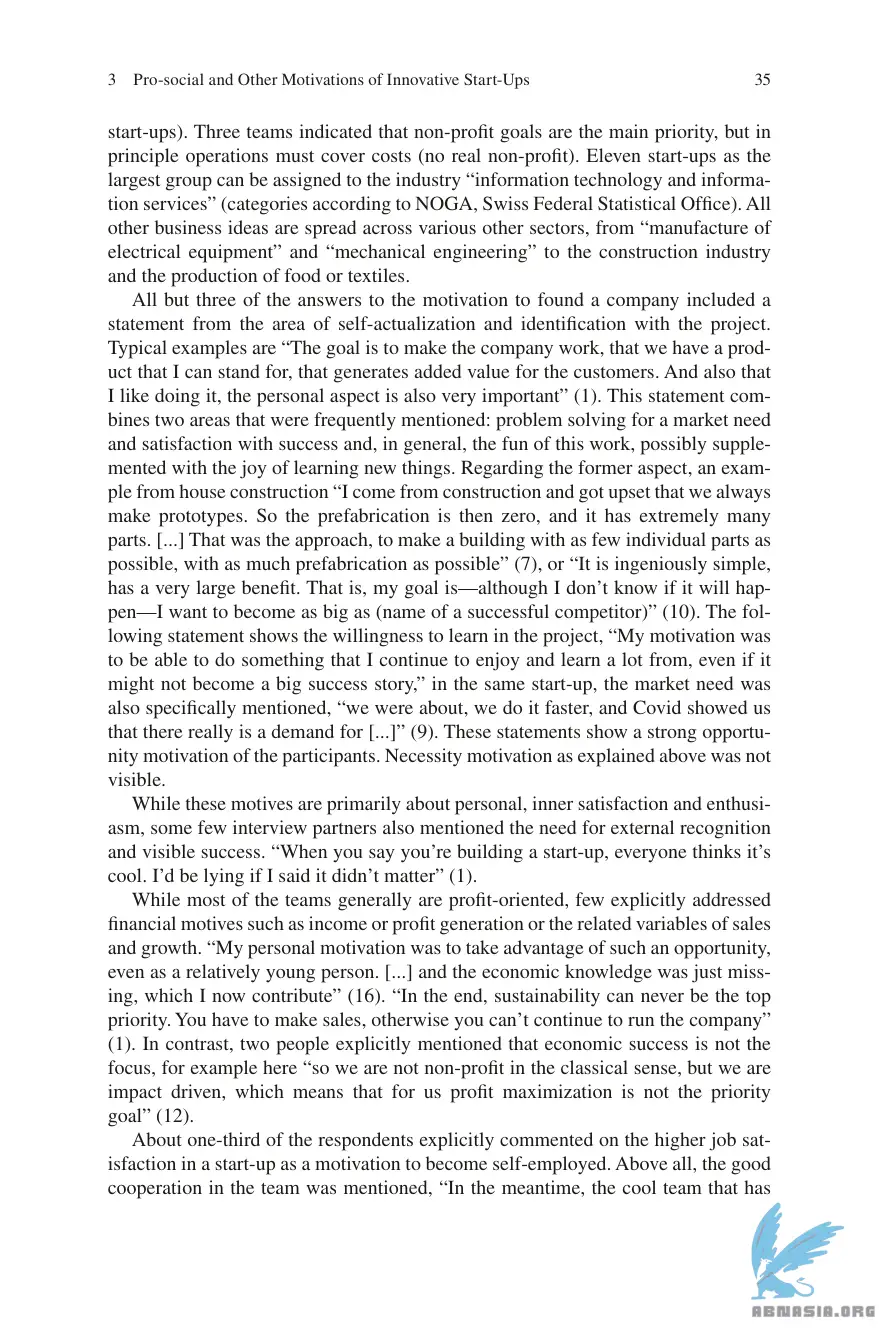 3 Pro-social and Other Motivations of Innovative Start-Ups 35
start-ups). Three teams indicated that non-profit goals are the main priority, but in
principle operations must cover costs (no real non-profit). Eleven start-ups as the
largest group can be assigned to the industry “information technology and informa-
tion services” (categories according to NOGA, Swiss Federal Statistical Office). All
other business ideas are spread across various other sectors, from “manufacture of
electrical equipment” and “mechanical engineering” to the construction industry
and the production of food or textiles.
All but three of the answers to the motivation to found a company included a
statement from the area of self-actualization and identification with the project.
Typical examples are “The goal is to make the company work, that we have a prod-
uct that I can stand for, that generates added value for the customers. And also that
I like doing it, the personal aspect is also very important” (1). This statement com-
bines two areas that were frequently mentioned: problem solving for a market need
and satisfaction with success and, in general, the fun of this work, possibly supple-
mented with the joy of learning new things. Regarding the former aspect, an exam-
ple from house construction “I come from construction and got upset that we always
make prototypes. So the prefabrication is then zero, and it has extremely many
parts. [...] That was the approach, to make a building with as few individual parts as
possible, with as much prefabrication as possible” (7), or “It is ingeniously simple,
has a very large benefit. That is, my goal is—although I don’t know if it will hap-
pen—I want to become as big as (name of a successful competitor)” (10). The fol-
lowing statement shows the willingness to learn in the project, “My motivation was
to be able to do something that I continue to enjoy and learn a lot from, even if it
might not become a big success story,” in the same start-up, the market need was
also specifically mentioned, “we were about, we do it faster, and Covid showed us
that there really is a demand for [...]” (9). These statements show a strong opportu-
nity motivation of the participants. Necessity motivation as explained above was not
visible.
While these motives are primarily about personal, inner satisfaction and enthusi-
asm, some few interview partners also mentioned the need for external recognition
and visible success. “When you say you’re building a start-up, everyone thinks it’s
cool. I’d be lying if I said it didn’t matter” (1).
While most of the teams generally are profit-oriented, few explicitly addressed
financial motives such as income or profit generation or the related variables of sales
and growth. “My personal motivation was to take advantage of such an opportunity,
even as a relatively young person. [...] and the economic knowledge was just miss-
ing, which I now contribute” (16). “In the end, sustainability can never be the top
priority. You have to make sales, otherwise you can’t continue to run the company”
(1). In contrast, two people explicitly mentioned that economic success is not the
focus, for example here “so we are not non-profit in the classical sense, but we are
impact driven, which means that for us profit maximization is not the priority
goal” (12).
About one-third of the respondents explicitly commented on the higher job sat-
isfaction in a start-up as a motivation to become self-employed. Above all, the good
cooperation in the team was mentioned, “In the meantime, the cool team that has
ABNASIA.ORG